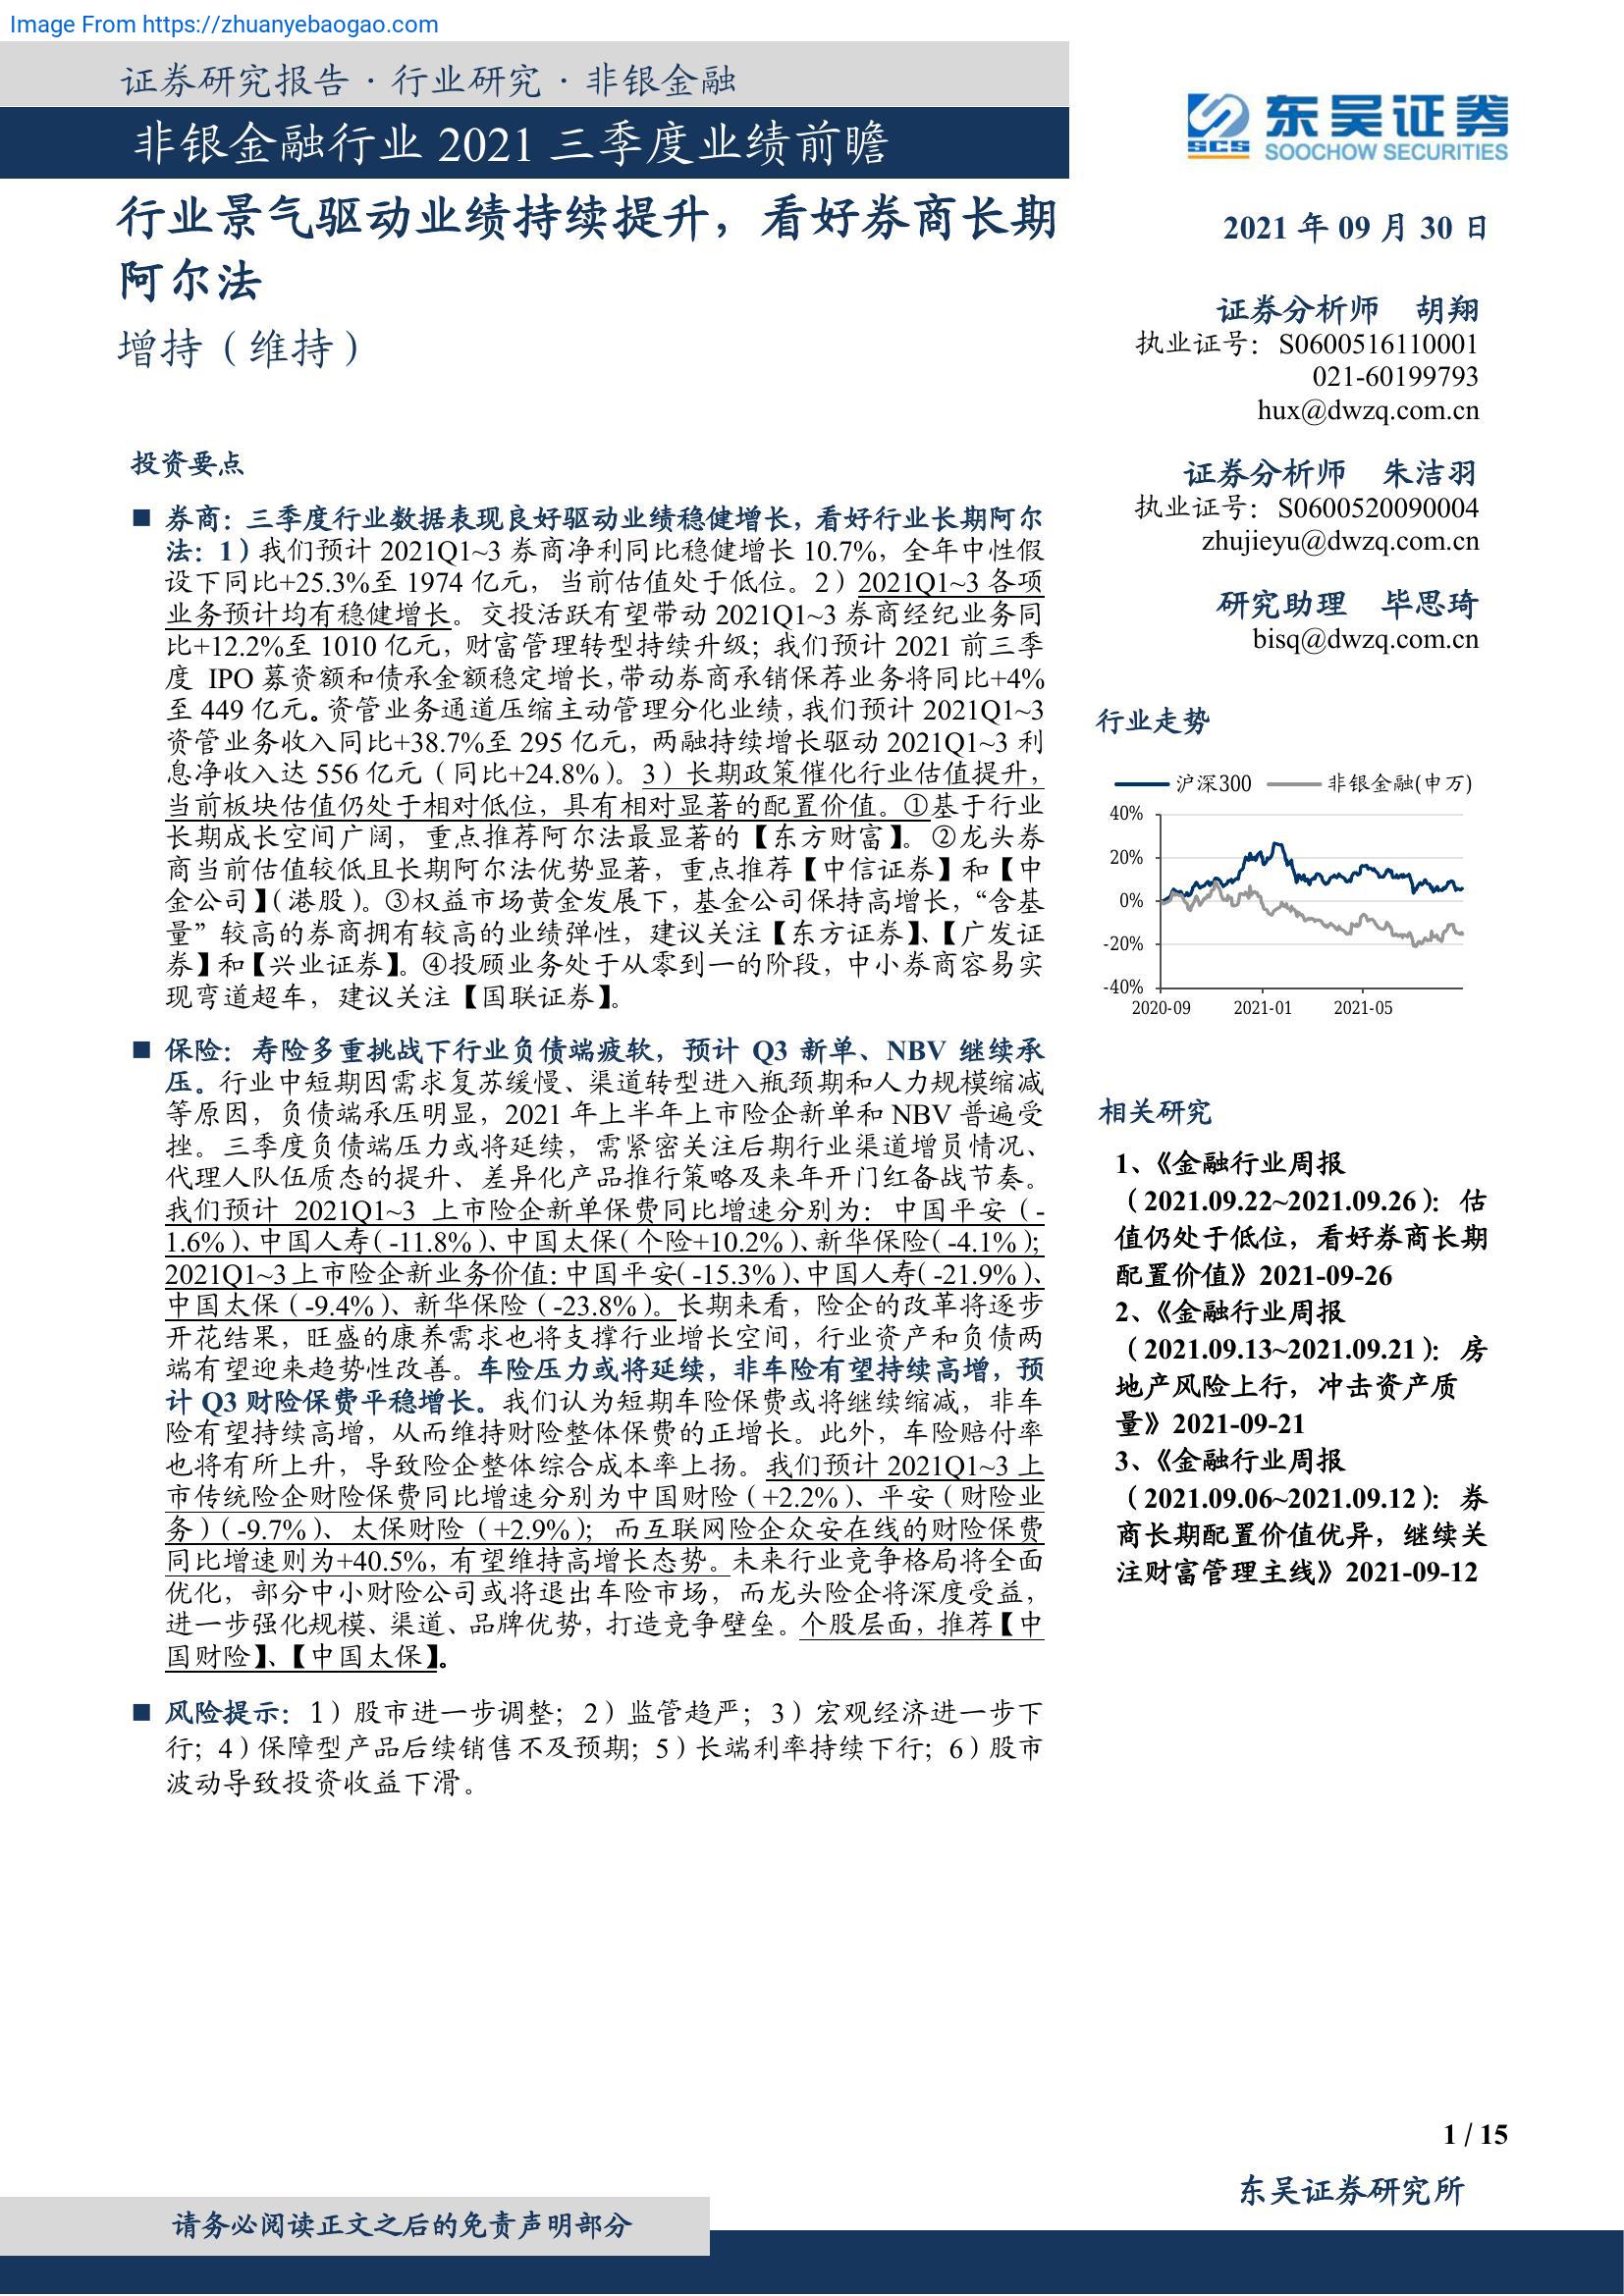 Image From https://zhuanyebaogao.com
证券研究报告·行业研究·非银金融
非银金融行业 2021 三季度业绩前瞻
行业景气驱动业绩持续提升，看好券商长期
阿尔法
增持（维持）
投资要点
■ 券商：三季度行业数据表现良好驱动业绩稳健增长，看好行业长期阿尔
法：1）我们预计 2021Q1~3 券商净利同比稳健增长 10.7%，全年中性假
设下同比+25.3%至 1974 亿元，当前估值处于低位。2）2021Q1~3 各项
业务预计均有稳健增长。交投活跃有望带动 2021Q1~3 券商经纪业务同
比+12.2%至 1010 亿元，财富管理转型持续升级；我们预计 2021 前三季
度 IPO 募资额和债承金额稳定增长，带动券商承销保荐业务将同比+4%
至 449 亿元。资管业务通道压缩主动管理分化业绩，我们预计 2021Q1~3
资管业务收入同比+38.7%至 295 亿元，两融持续增长驱动 2021Q1~3 利
息净收入达 556 亿元（同比+24.8%）。3）长期政策催化行业估值提升，
当前板块估值仍处于相对低位，具有相对显著的配置价值。①基于行业
长期成长空间广阔，重点推荐阿尔法最显著的【东方财富】。②龙头券
商当前估值较低且长期阿尔法优势显著，重点推荐【中信证券】和【中
金公司】（港股）。③权益市场黄金发展下，基金公司保持高增长，“含基
量”较高的券商拥有较高的业绩弹性，建议关注【东方证券】、【广发证
券】和【兴业证券】。④投顾业务处于从零到一的阶段，中小券商容易实
现弯道超车，建议关注【国联证券】。
■ 保险：寿险多重挑战下行业负债端疲软，预计 Q3 新单、NBV 继续承
压。行业中短期因需求复苏缓慢、渠道转型进入瓶颈期和人力规模缩减
等原因，负债端承压明显，2021 年上半年上市险企新单和 NBV 普遍受
挫。三季度负债端压力或将延续，需紧密关注后期行业渠道增员情况、
代理人队伍质态的提升、差异化产品推行策略及来年开门红备战节奏。
我们预计 2021Q1~3 上市险企新单保费同比增速分别为：中国平安（-
1.6%）、中国人寿（-11.8%）、中国太保（个险+10.2%）、新华保险（-4.1%）；
2021Q1~3 上市险企新业务价值：中国平安（-15.3%）、中国人寿（-21.9%）、
中国太保（-9.4%）、新华保险（-23.8%）。长期来看，险企的改革将逐步
开花结果，旺盛的康养需求也将支撑行业增长空间，行业资产和负债两
端有望迎来趋势性改善。车险压力或将延续，非车险有望持续高增，预
计 Q3 财险保费平稳增长。我们认为短期车险保费或将继续缩减，非车
险有望持续高增，从而维持财险整体保费的正增长。此外，车险赔付率
也将有所上升，导致险企整体综合成本率上扬。我们预计 2021Q1~3 上
市传统险企财险保费同比增速分别为中国财险（+2.2%）、平安（财险业
务）（-9.7%）、太保财险（+2.9%）；而互联网险企众安在线的财险保费
同比增速则为+40.5%，有望维持高增长态势。未来行业竞争格局将全面
优化，部分中小财险公司或将退出车险市场，而龙头险企将深度受益，
进一步强化规模、渠道、品牌优势，打造竞争壁垒。个股层面，推荐【中
国财险】、【中国太保】。
■ 风险提示：1）股市进一步调整；2）监管趋严；3）宏观经济进一步下
行；4）保障型产品后续销售不及预期；5）长端利率持续下行；6）股市
波动导致投资收益下滑。
东吴证券
SCS SOOCHOW SECURITIES
2021 年 09 月 30 日
证券分析师 胡翔
执业证号：S0600516110001
021-60199793
hux@dwzq.com.cn
证券分析师 朱洁羽
执业证号：S0600520090004
zhujieyu@dwzq.com.cn
研究助理 毕思琦
bisq@dwzq.com.cn
行业走势
沪深300 非银金融(申万)
40%
20%
0%
-20%
-40%
2020-09 2021-01 2021-05
相关研究
1、《金融行业周报
（2021.09.22~2021.09.26）：估
值仍处于低位，看好券商长期
配置价值》2021-09-26
2、《金融行业周报
（2021.09.13~2021.09.21）：房
地产风险上行，冲击资产质
量》2021-09-21
3、《金融行业周报
（2021.09.06~2021.09.12）：券
商长期配置价值优异，继续关
注财富管理主线》2021-09-12
1 / 15
东吴证券研究所
请务必阅读正文之后的免责声明部分